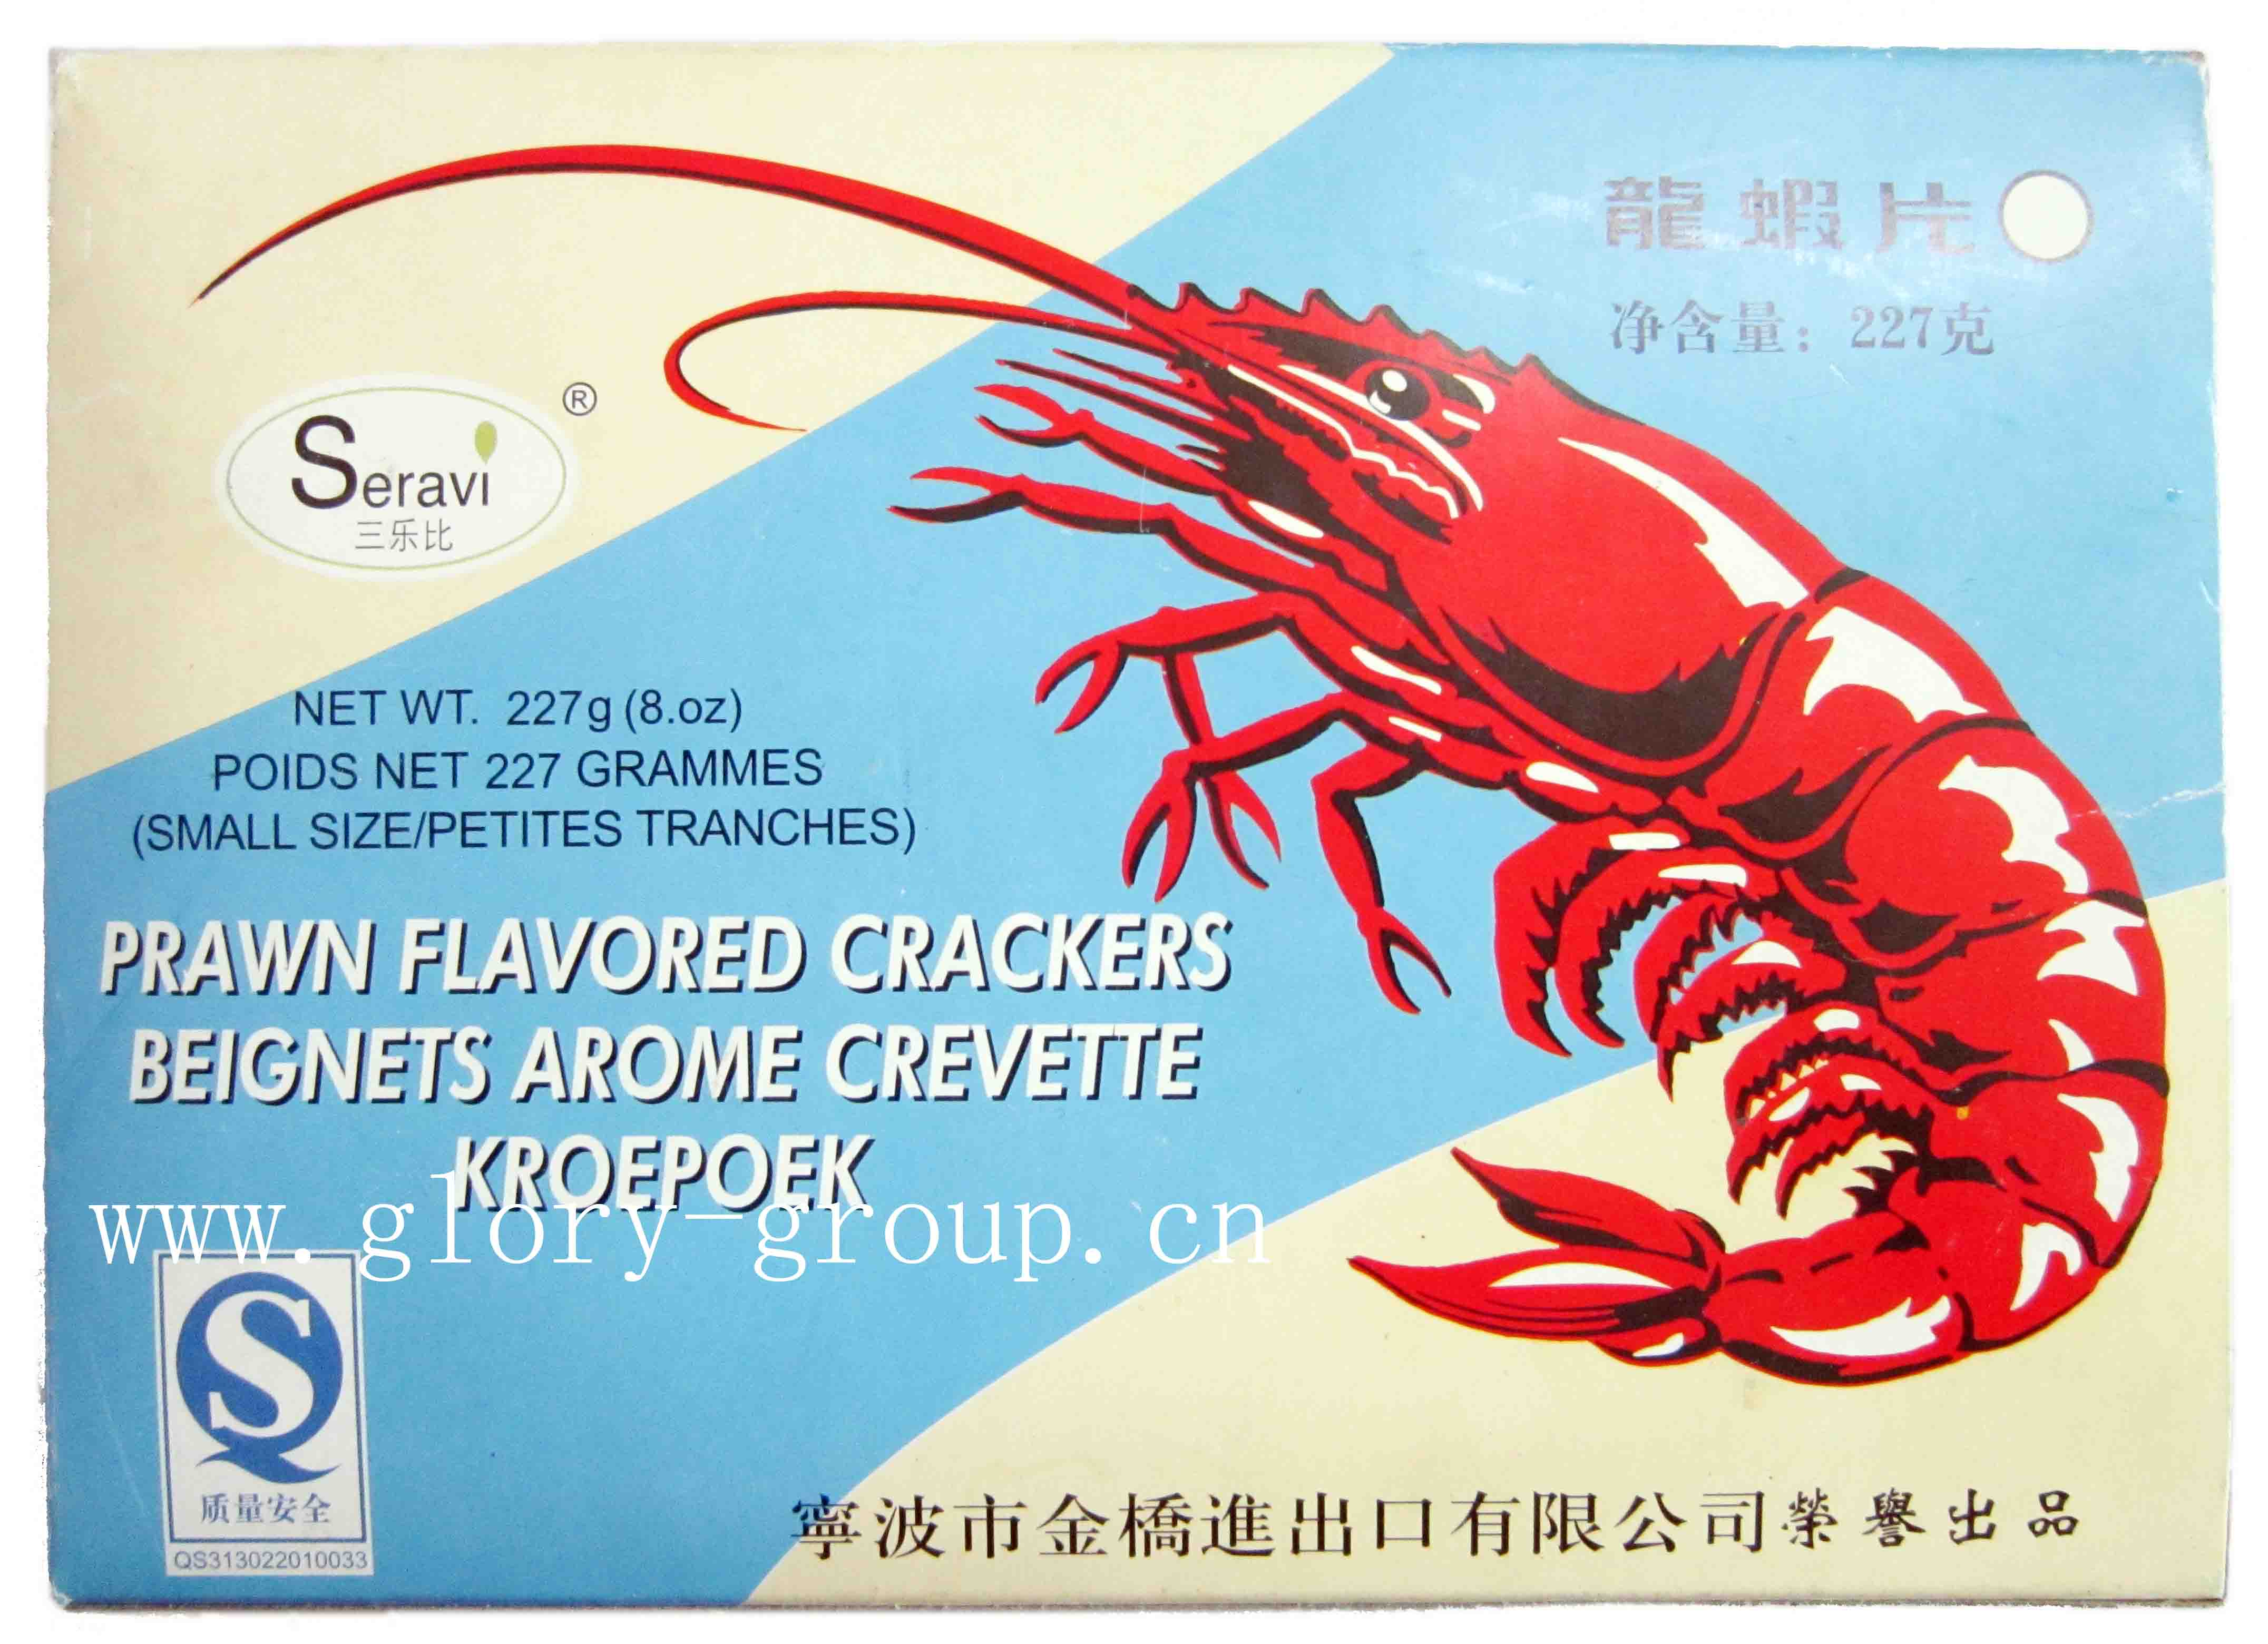 龍蝦片
净含量：227克
Seravi ®
三乐比
NET WT. 227g (8.oz)
POIDS NET 227 GRAMMES
(SMALL SIZE/PETITES TRANCHES)
PRAWN FLAVORED CRACKERS
BEIGNETS AROME CREVETTE
KROEPOEK
www.glory-group.cn
QS
质量安全
QS313022010033
寧波市金橋進出口有限公司榮譽出品